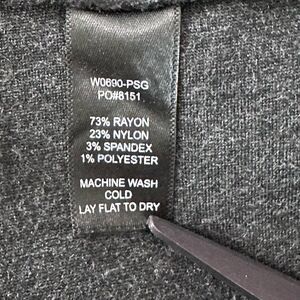 W0690-PSG
PO#8151
73% RAYON
23% NYLON
3% SPANDEX
1% POLYESTER
MACHINE WASH
COLD
LAY FLAT TO DRY